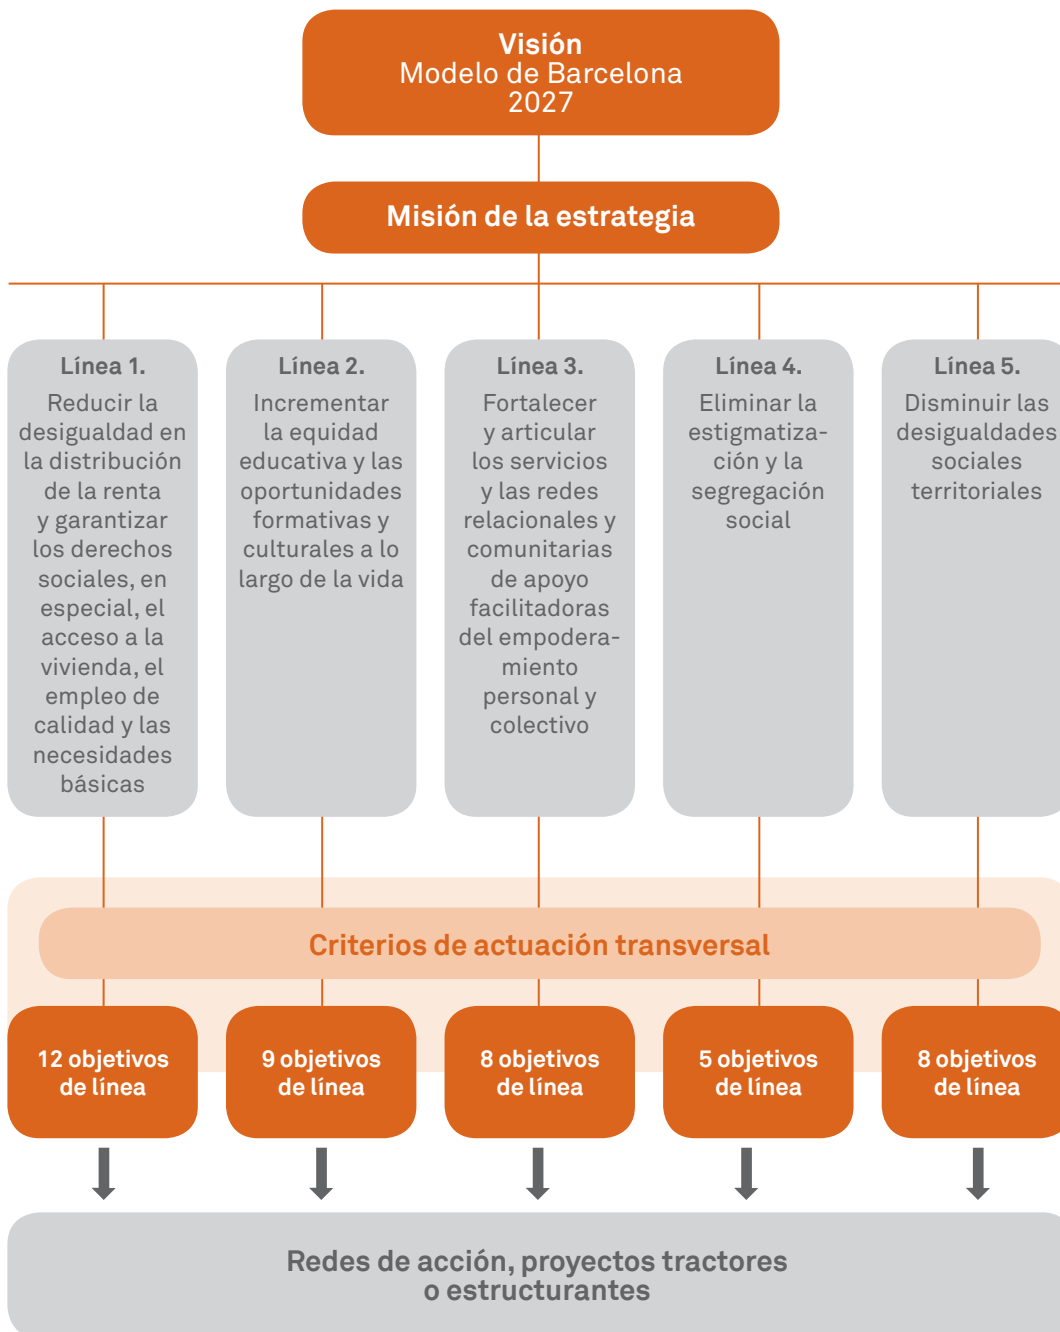 Visión
Modelo de Barcelona
2027
Misión de la estrategia
Línea 1.
Reducir la
desigualdad en
la distribución
de la renta
y garantizar
los derechos
sociales, en
especial, el
acceso a la
vivienda, el
empleo de
calidad y las
necesidades
básicas
Línea 2.
Incrementar
la equidad
educativa y las
oportunidades
formativas y
culturales a lo
largo de la vida
Línea 3.
Fortalecer
y articular
los servicios
y las redes
relacionales y
comunitarias
de apoyo
facilitadoras
del empodera-
miento
personal y
colectivo
Línea 4.
Eliminar la
estigmatiza-
ción y la
segregación
social
Línea 5.
Disminuir las
desigualdades
sociales
territoriales
Criterios de actuación transversal
12 objetivos
de línea
9 objetivos
de línea
8 objetivos
de línea
5 objetivos
de línea
8 objetivos
de línea
Redes de acción, proyectos tractores
o estructurantes